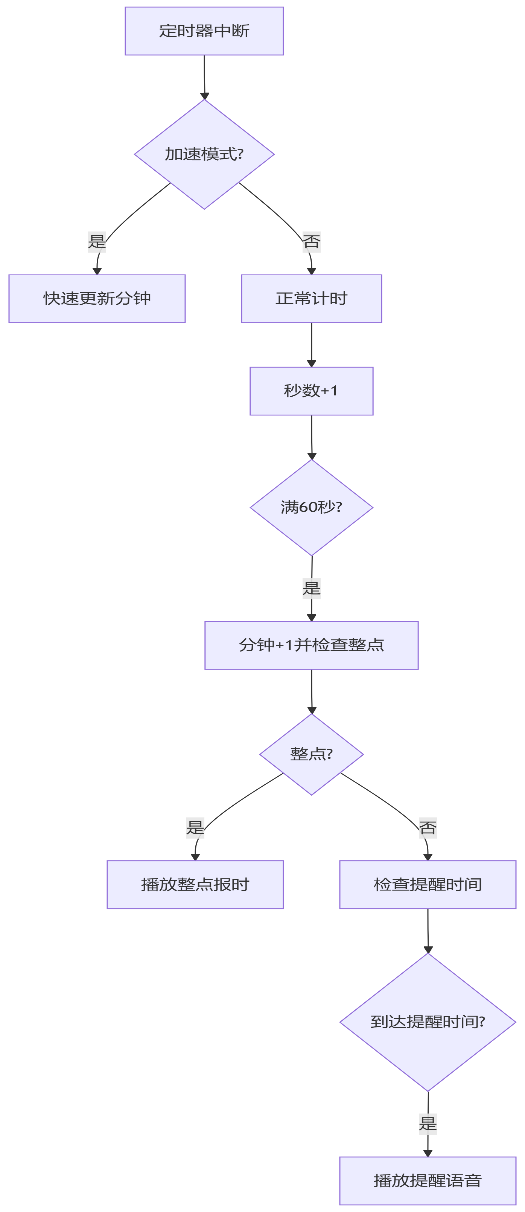 定时器中断
加速模式?
是
否
快速更新分钟
正常计时
秒数+1
满60秒?
是
分钟+1并检查整点
整点?
是
否
播放整点报时
检查提醒时间
到达提醒时间?
是
播放提醒语音